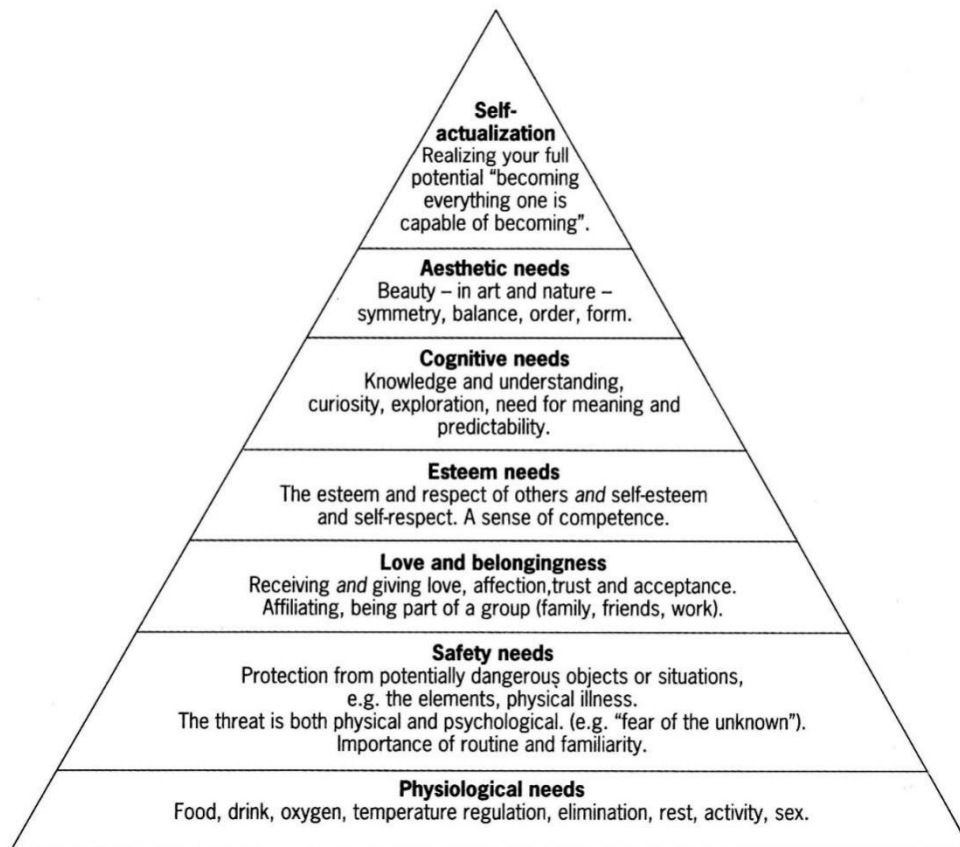 Self-
actualization
Realizing your full
potential “becoming
everything one is
capable of becoming”.
Aesthetic needs
Beauty – in art and nature –
symmetry, balance, order, form.
Cognitive needs
Knowledge and understanding,
curiosity, exploration, need for meaning and
predictability.
Esteem needs
The esteem and respect of others and self-esteem
and self-respect. A sense of competence.
Love and belongingness
Receiving and giving love, affection,trust and acceptance.
Affiliating, being part of a group (family, friends, work).
Safety needs
Protection from potentially dangerous objects or situations,
e.g. the elements, physical illness.
The threat is both physical and psychological. (e.g. “fear of the unknown”).
Importance of routine and familiarity.
Physiological needs
Food, drink, oxygen, temperature regulation, elimination, rest, activity, sex.